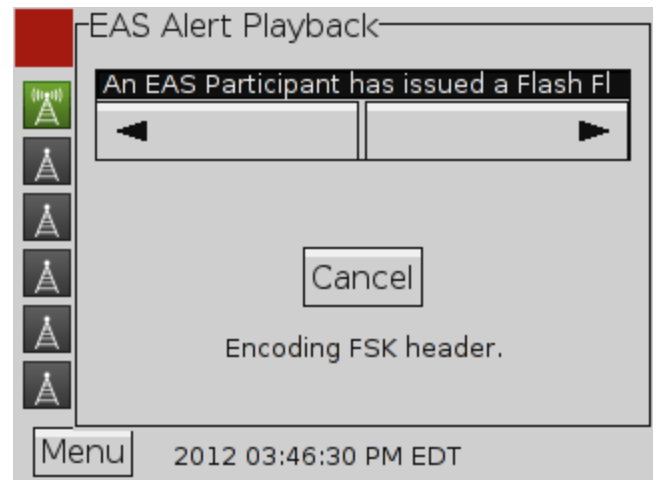 EAS Alert Playback
An EAS Participant has issued a Flash Fl
Cancel
Encoding FSK header.
Menu
2012 03:46:30 PM EDT